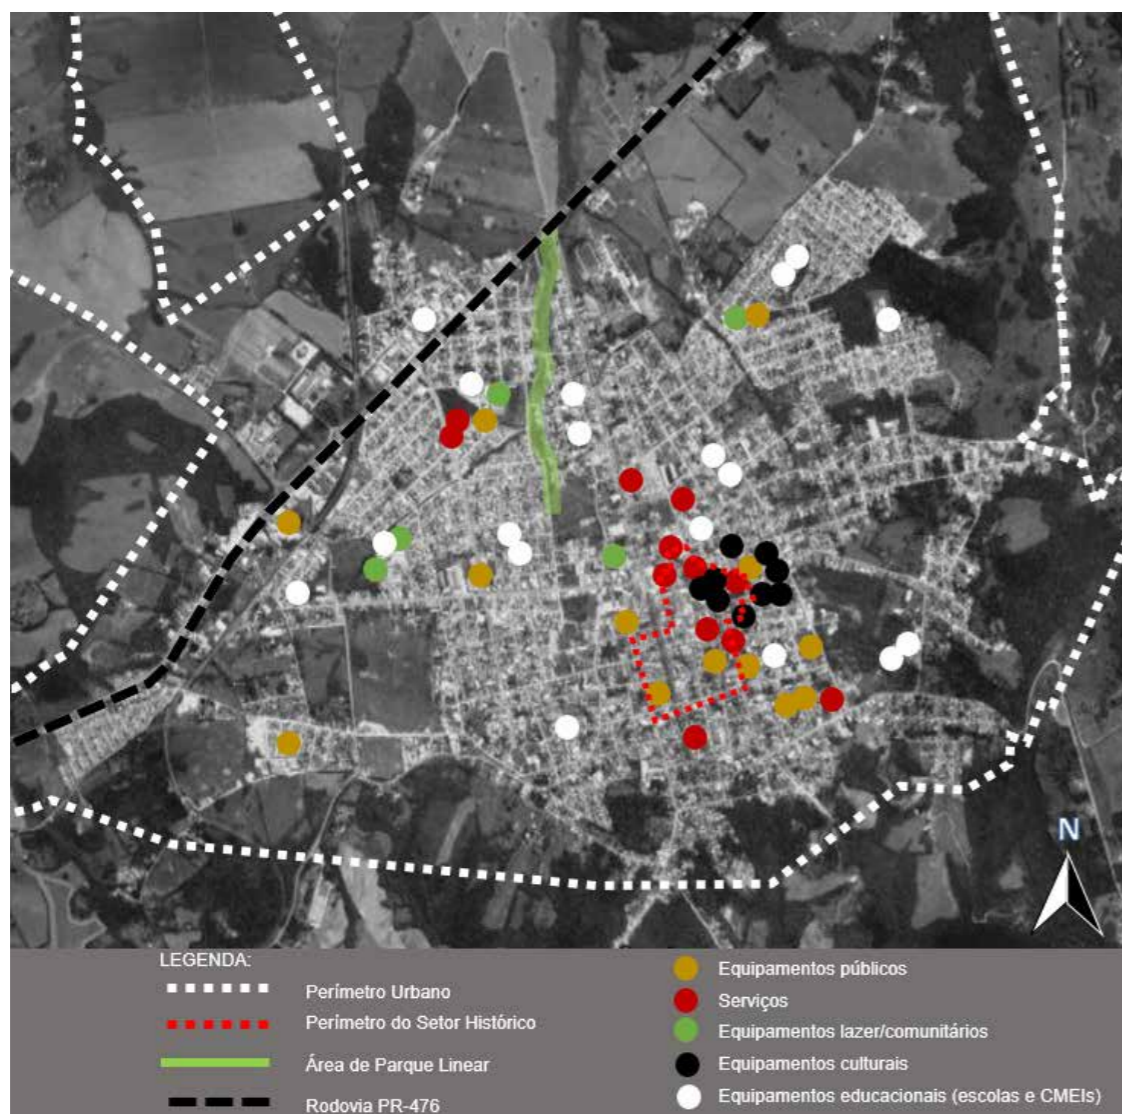 N
LEGENDA:
Perímetro Urbano
Perímetro do Setor Histórico
Área de Parque Linear
Rodovia PR-476
Equipamentos públicos
Serviços
Equipamentos lazer/comunitários
Equipamentos culturais
Equipamentos educacionais (escolas e CMEIs)